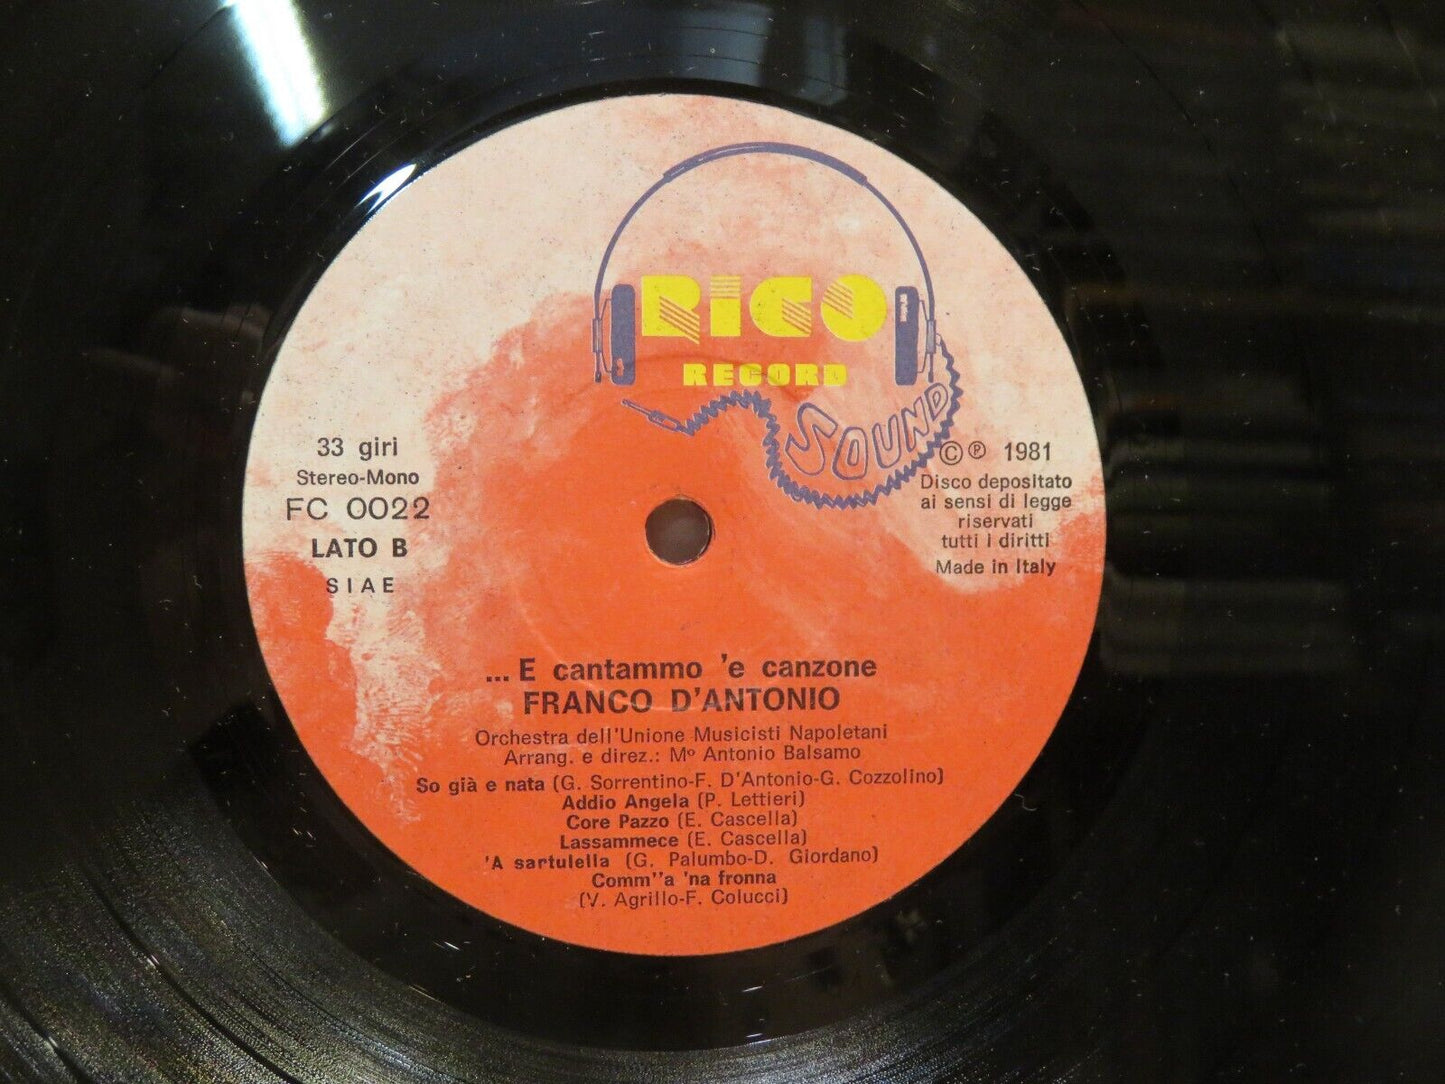 RICO
RECORD
SOUND
33 giri
Stereo-Mono
FC 0022
LATO B
SIAE
© ℗ 1981
Disco depositato
ai sensi di legge
riservati
tutti i diritti
Made in Italy
... E cantammo 'e canzone
FRANCO D'ANTONIO
Orchestra dell'Unione Musicisti Napoletani
Arrang. e direz.: Mº Antonio Balsamo
So già e nata (G. Sorrentino-F. D'Antonio-G. Cozzolino)
Addio Angela (P. Lettieri)
Core Pazzo (E. Cascella)
Lassammece (E. Cascella)
'A sartulella (G. Palumbo-D. Giordano)
Comm''a 'na fronna
(V. Agrillo-F. Colucci)